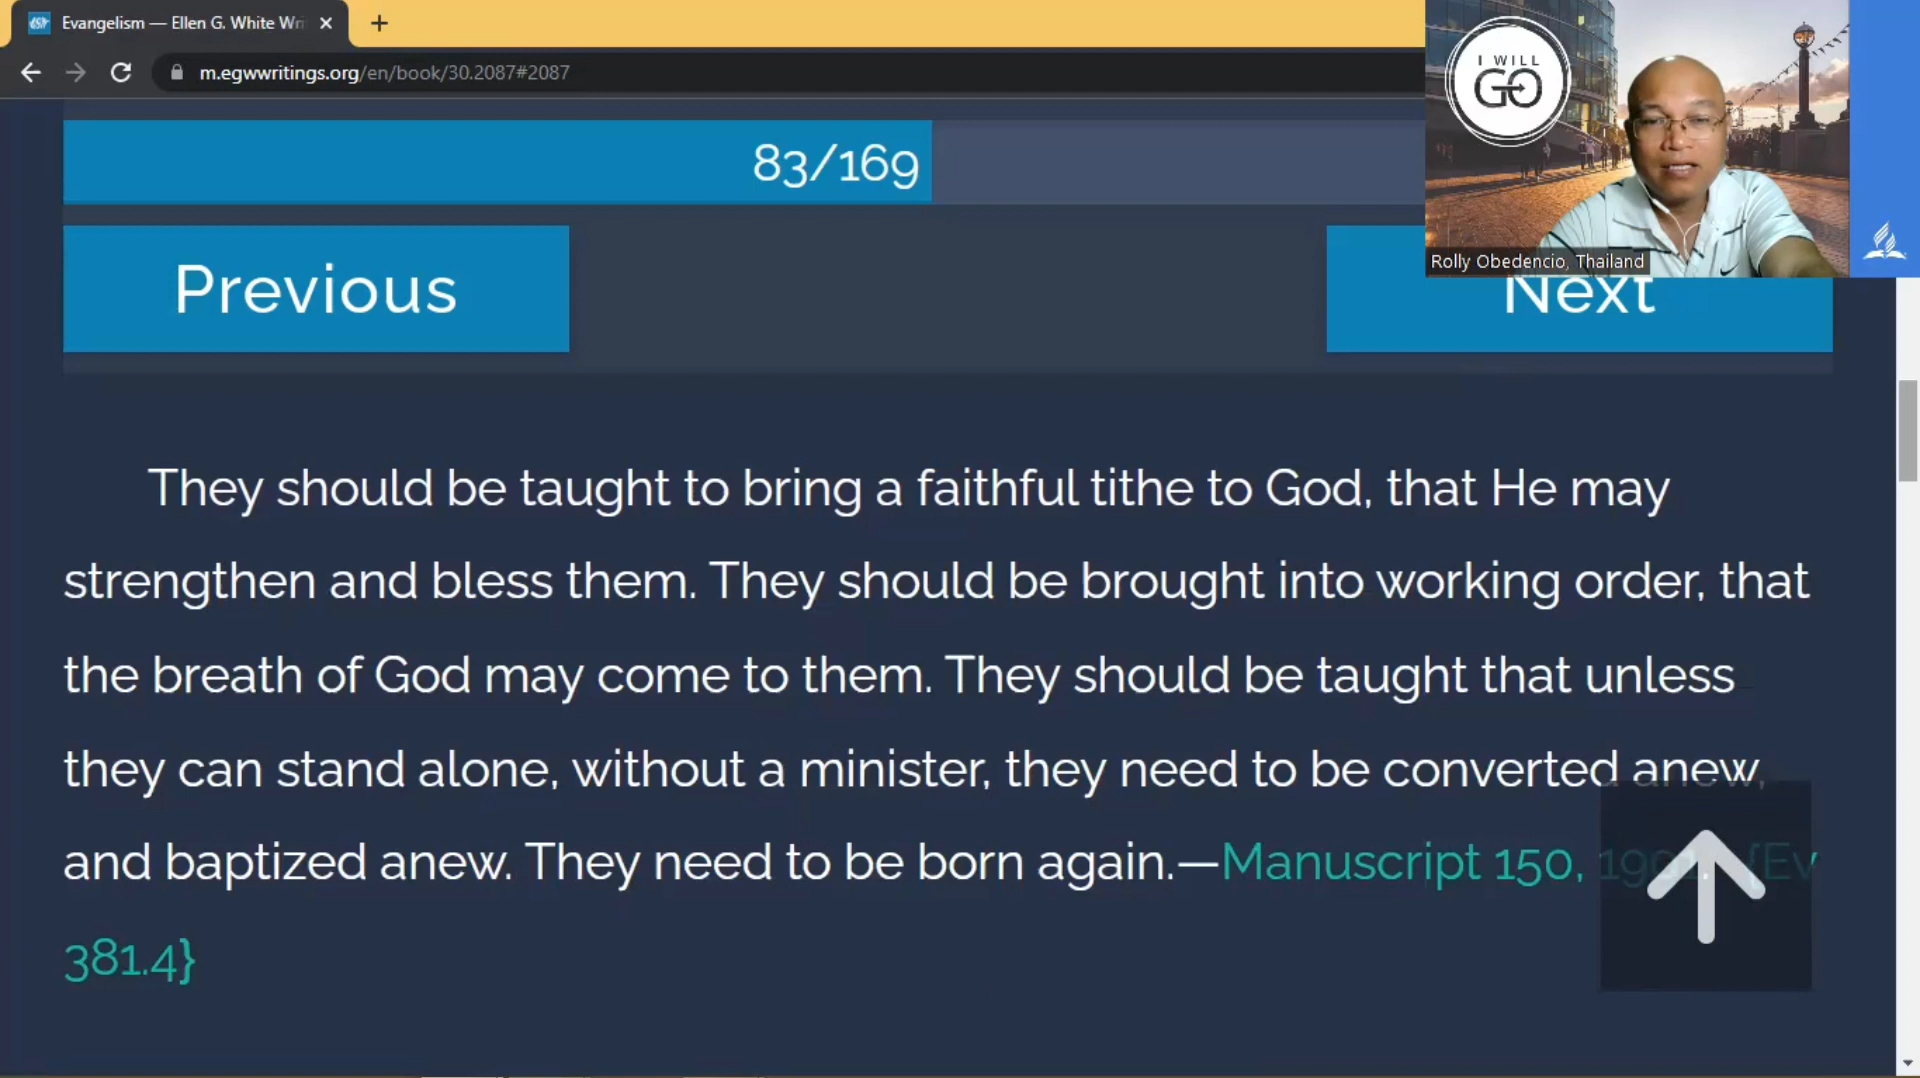 Evangelism — Ellen G. White Wri
m.egwwritings.org/en/book/30.2087#2087
I WILL
GO
83/169
Rolly Obedencio, Thailand
Previous
Next
They should be taught to bring a faithful tithe to God, that He may
strengthen and bless them. They should be brought into working order, that
the breath of God may come to them. They should be taught that unless
they can stand alone, without a minister, they need to be converted anew,
and baptized anew. They need to be born again.—Manuscript 150, 1901. {Ev
381.4}